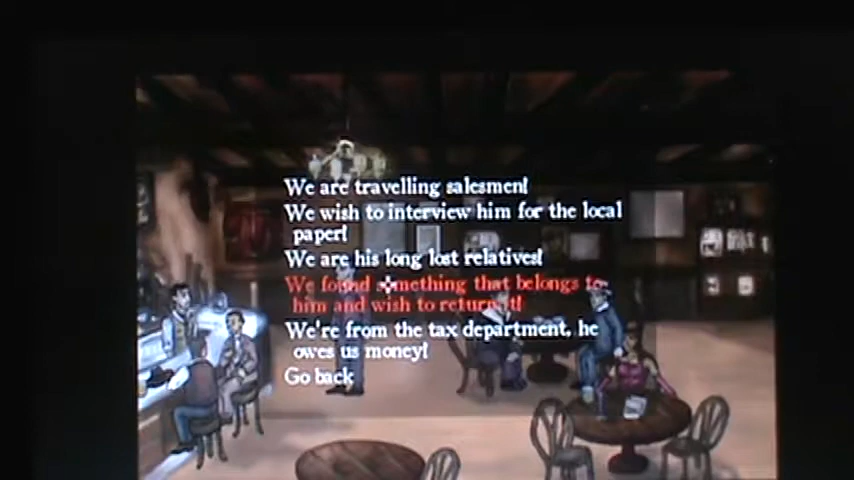 We are travelling salesmen!
We wish to interview him for the local
paper!
We are his long lost relatives!
We found something that belongs to
him and wish to return it!
We're from the tax department, he
owes us money!
Go back